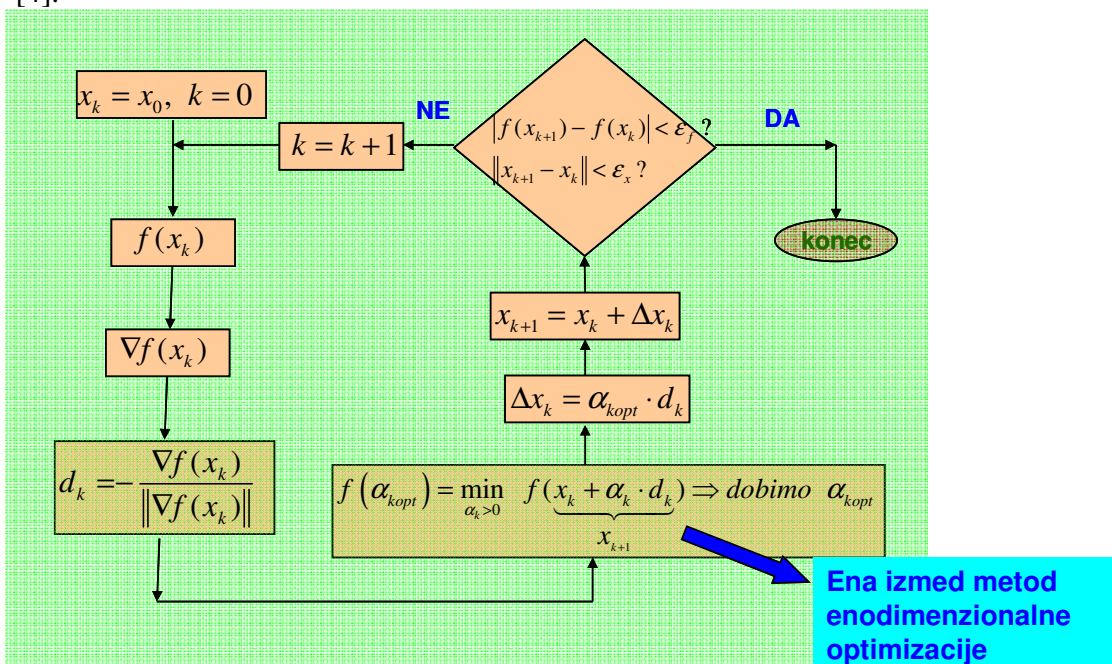 [4].
x_k = x_0, k = 0
NE
k = k + 1
|f(x_{k+1}) − f(x_k)| < ε_f ?
‖x_{k+1} − x_k‖ < ε_x ?
DA
konec
f(x_k)
∇f(x_k)
d_k = − ∇f(x_k) / ‖∇f(x_k)‖
f(α_{kopt}) = min_{α_k>0} f(x_k + α_k · d_k) ⇒ dobimo α_{kopt}
x_{k+1}
Δx_k = α_{kopt} · d_k
x_{k+1} = x_k + Δx_k
Ena izmed metod
enodimenzionalne
optimizacije